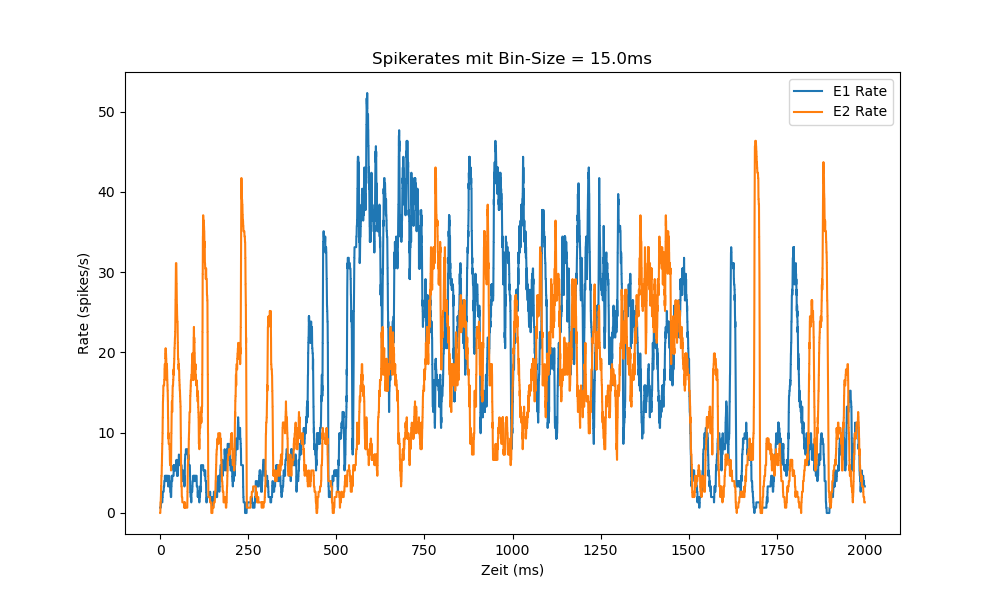 Spikerates mit Bin-Size = 15.0ms
E1 Rate
E2 Rate
Rate (spikes/s)
50
40
30
20
10
0
0 250 500 750 1000 1250 1500 1750 2000
Zeit (ms)